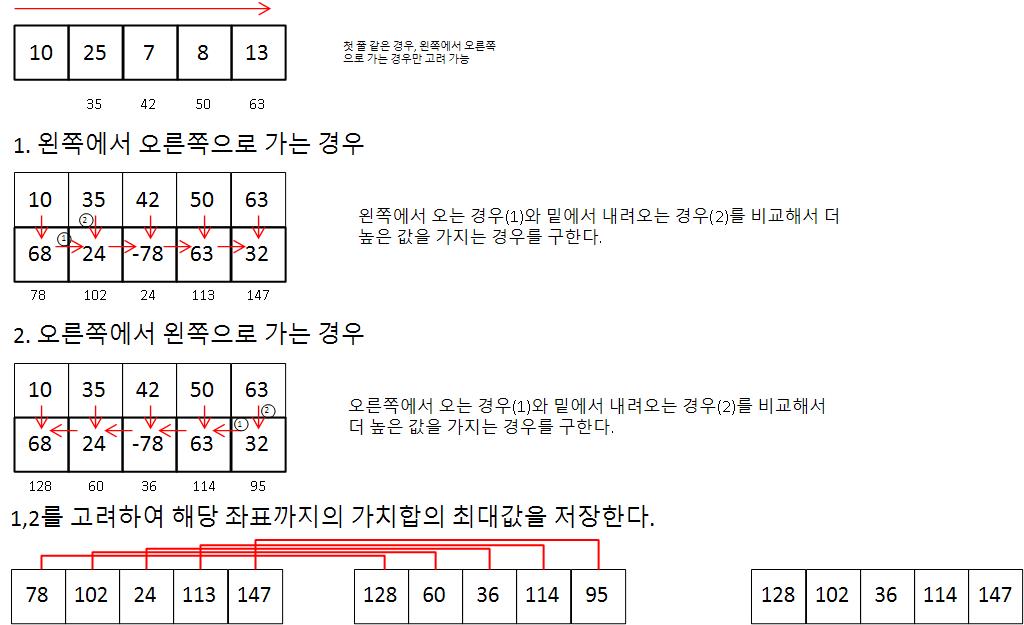 10 25 7 8 13
첫 줄 같은 경우, 왼쪽에서 오른쪽
으로 가는 경우만 고려 가능
35 42 50 63
1. 왼쪽에서 오른쪽으로 가는 경우
10 35 42 50 63
②
왼쪽에서 오는 경우(1)와 밑에서 내려오는 경우(2)를 비교해서 더
높은 값을 가지는 경우를 구한다.
①
68 24 -78 63 32
78 102 24 113 147
2. 오른쪽에서 왼쪽으로 가는 경우
10 35 42 50 63
②
오른쪽에서 오는 경우(1)와 밑에서 내려오는 경우(2)를 비교해서
더 높은 값을 가지는 경우를 구한다.
①
68 24 -78 63 32
128 60 36 114 95
1,2를 고려하여 해당 좌표까지의 가치합의 최대값을 저장한다.
78 102 24 113 147
128 60 36 114 95
128 102 36 114 147